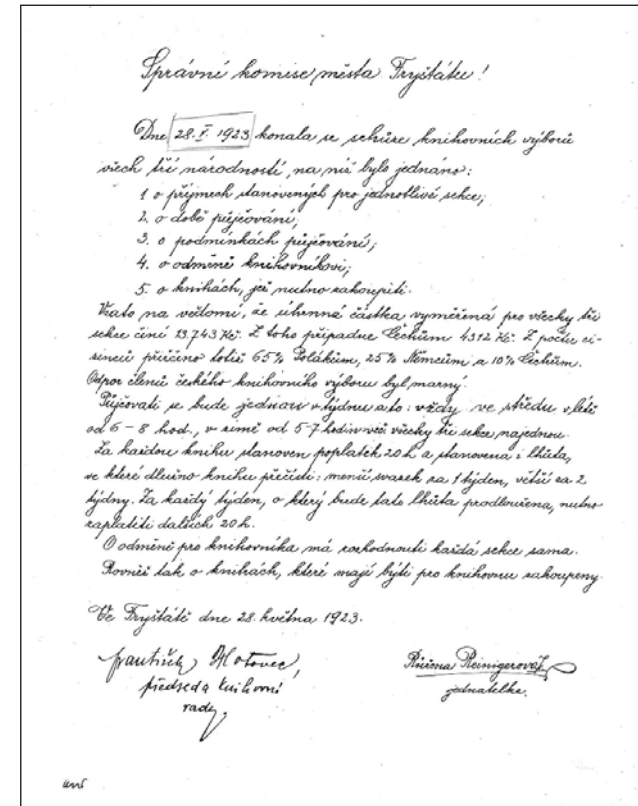 Správní komise města Fryštátu!
Dne 28. V. 1923 konala se schůze knihovních výborů
všech tří národností, na níž bylo jednáno:
1. o příjmech stanovených pro jednotlivé sekce;
2. o době půjčování;
3. o podmínkách půjčování;
4. o odměně knihovníkovi;
5. o knihách, jež nutno zakoupiti.
Vzato na vědomí, že úhrnná částka vyměřená pro všecky tři
sekce činí 13.743 Kč. Z toho připadne Čechům 4312 Kč. Z počtu ci-
zinců přiřčeno totiž 65% Polákům, 25% Němcům a 10% Čechům.
Odpor členů českého knihovního výboru byl marný.
Půjčovati se bude jednou v týdnu a to: vždy ve středu v létě
od 6-8 hod., v zimě od 5-7 hodin več všecky tři sekce najednou.
Za každou knihu stanoven poplatek 20 h a stanovena i lhůta,
ve které dlužno knihu přečísti: menší svazek za 1 týden, větší za 2
týdny. Za každý týden, o který bude tato lhůta prodloužena, nutno
zaplatiti dalších 20 h.
O odměně pro knihovníka má rozhodnouti každá sekce sama.
Rovněž tak o knihách, které mají býti pro knihovnu zakoupeny.
Ve Fryštátě dne 28. května 1923.
František
předseda knihovní
rady.
Růžena Reinigerová
jednatelka.